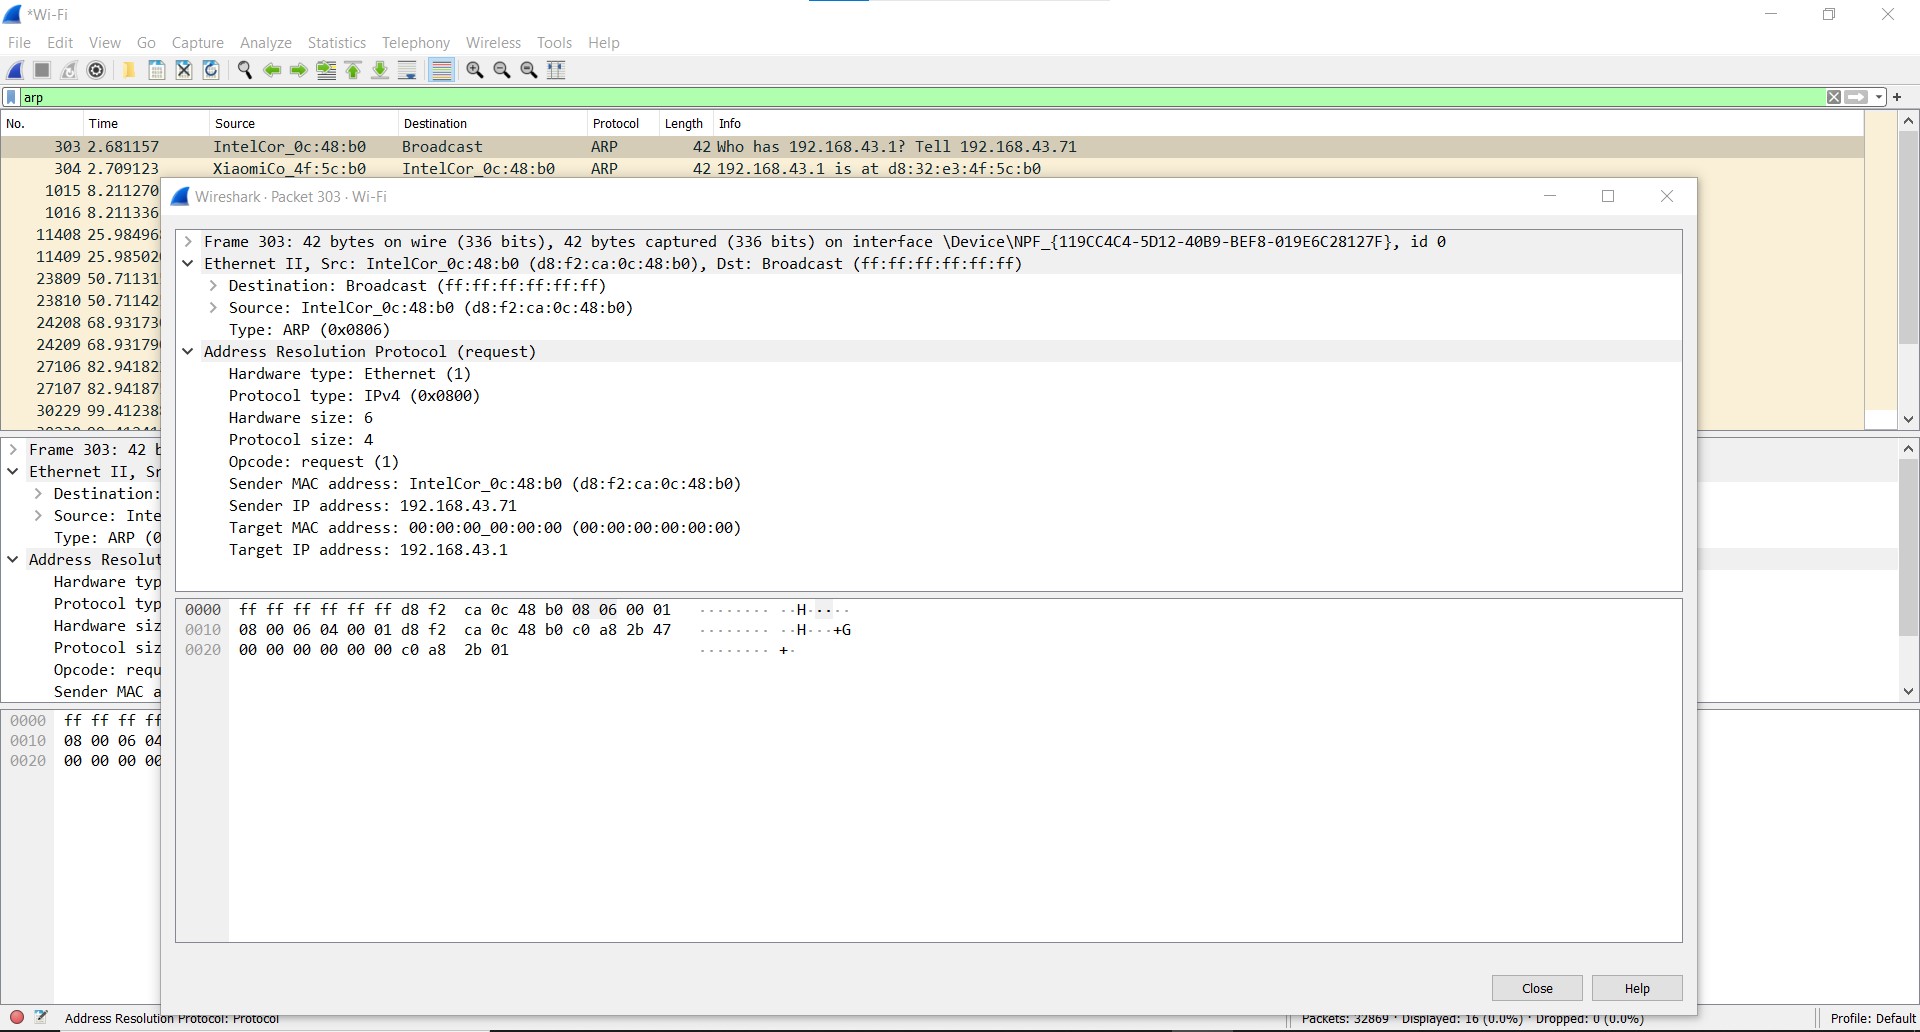 *Wi-Fi
File Edit View Go Capture Analyze Statistics Telephony Wireless Tools Help
arp
No. Time Source Destination Protocol Length Info
303 2.681157 IntelCor_0c:48:b0 Broadcast ARP 42 Who has 192.168.43.1? Tell 192.168.43.71
304 2.709123 XiaomiCo_4f:5c:b0 IntelCor_0c:48:b0 ARP 42 192.168.43.1 is at d8:32:e3:4f:5c:b0
1015 8.211270
1016 8.211336
11408 25.984968
11409 25.98502
23809 50.71131
23810 50.71142
24208 68.93173
24209 68.93179
27106 82.94182
27107 82.94187
30229 99.41238
Wireshark · Packet 303 · Wi-Fi
Frame 303: 42 bytes on wire (336 bits), 42 bytes captured (336 bits) on interface \Device\NPF_{119CC4C4-5D12-40B9-BEF8-019E6C28127F}, id 0
Ethernet II, Src: IntelCor_0c:48:b0 (d8:f2:ca:0c:48:b0), Dst: Broadcast (ff:ff:ff:ff:ff:ff)
Destination: Broadcast (ff:ff:ff:ff:ff:ff)
Source: IntelCor_0c:48:b0 (d8:f2:ca:0c:48:b0)
Type: ARP (0x0806)
Address Resolution Protocol (request)
Hardware type: Ethernet (1)
Protocol type: IPv4 (0x0800)
Hardware size: 6
Protocol size: 4
Opcode: request (1)
Sender MAC address: IntelCor_0c:48:b0 (d8:f2:ca:0c:48:b0)
Sender IP address: 192.168.43.71
Target MAC address: 00:00:00_00:00:00 (00:00:00:00:00:00)
Target IP address: 192.168.43.1
0000 ff ff ff ff ff ff d8 f2 ca 0c 48 b0 08 06 00 01 ········ ··H·····
0010 08 00 06 04 00 01 d8 f2 ca 0c 48 b0 c0 a8 2b 47 ········ ··H···+G
0020 00 00 00 00 00 00 c0 a8 2b 01 ········ +·
Close Help
Frame 303: 42 b
Ethernet II, Sr
Destination:
Source: Inte
Type: ARP (0
Address Resolut
Hardware typ
Protocol typ
Hardware siz
Protocol siz
Opcode: requ
Sender MAC a
0000 ff ff ff ff
0010 08 00 06 04
0020 00 00 00 00
Address Resolution Protocol: Protocol Packets: 32869 · Displayed: 16 (0.0%) · Dropped: 0 (0.0%) Profile: Default